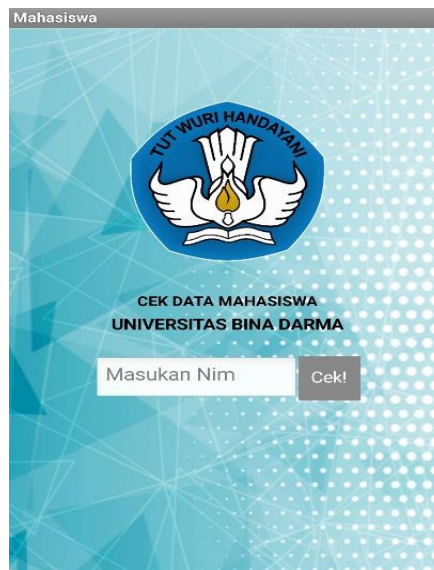 Mahasiswa
TUT WURI HANDAYANI
CEK DATA MAHASISWA
UNIVERSITAS BINA DARMA
Masukan Nim
Cek!